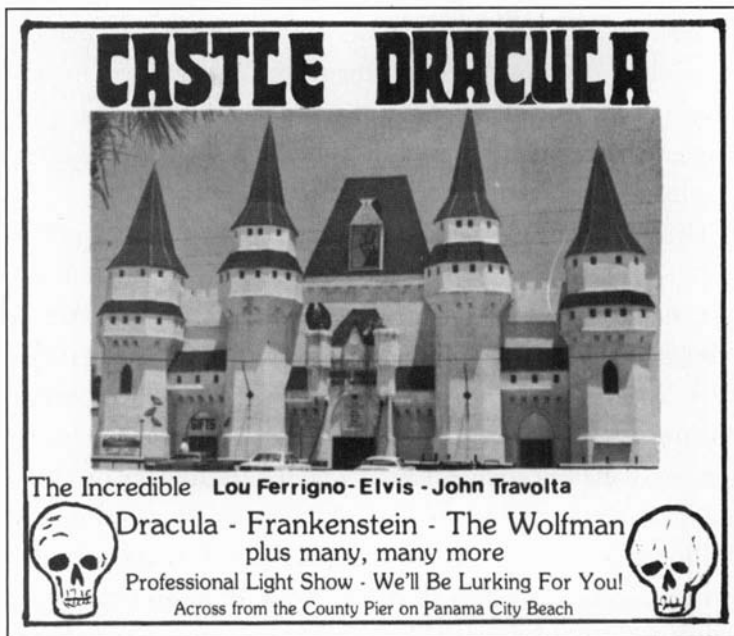 CASTLE DRACULA
GIFTS
The Incredible Lou Ferrigno-Elvis-John Travolta
Dracula - Frankenstein - The Wolfman
plus many, many more
Professional Light Show - We'll Be Lurking For You!
Across from the County Pier on Panama City Beach